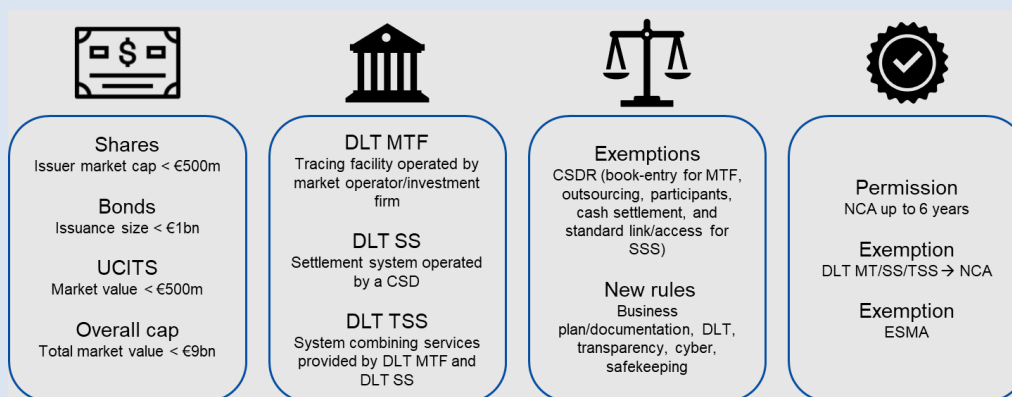 $
Shares
Issuer market cap < €500m
Bonds
Issuance size < €1bn
UCITS
Market value < €500m
Overall cap
Total market value < €9bn
DLT MTF
Tracing facility operated by
market operator/investment
firm
DLT SS
Settlement system operated
by a CSD
DLT TSS
System combining services
provided by DLT MTF and
DLT SS
Exemptions
CSDR (book-entry for MTF,
outsourcing, participants,
cash settlement, and
standard link/access for
SSS)
New rules
Business
plan/documentation, DLT,
transparency, cyber,
safekeeping
Permission
NCA up to 6 years
Exemption
DLT MT/SS/TSS → NCA
Exemption
ESMA